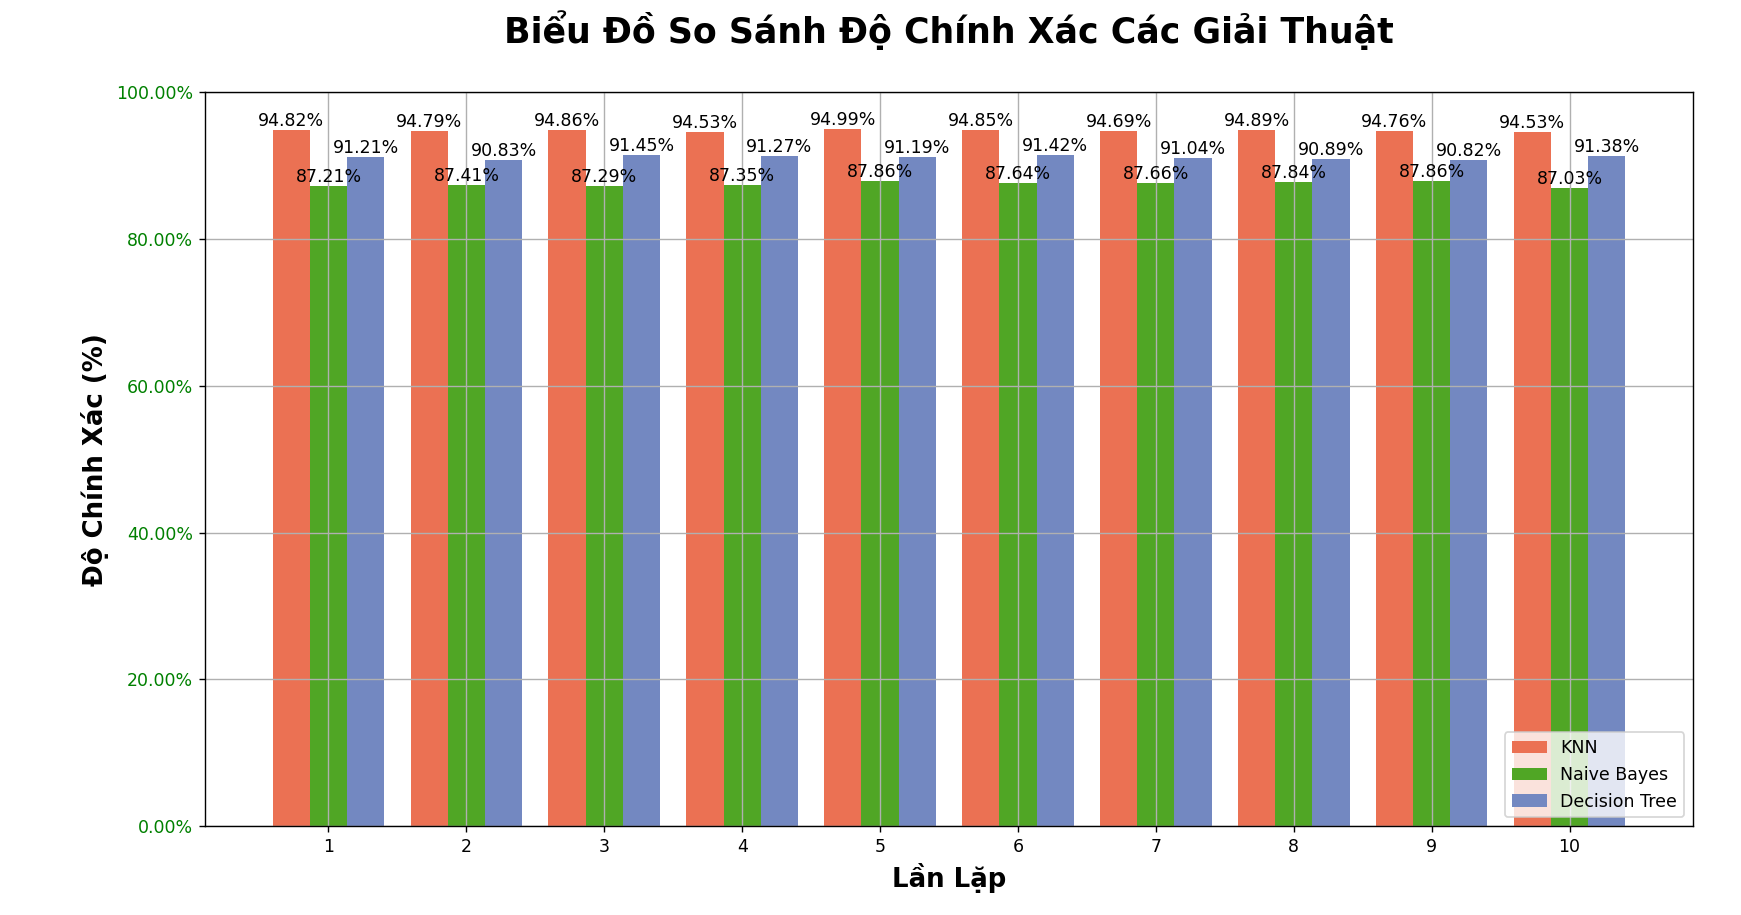 Biểu Đồ So Sánh Độ Chính Xác Các Giải Thuật
Độ Chính Xác (%)
100.00%
80.00%
60.00%
40.00%
20.00%
0.00%
94.82% 87.21% 91.21%
94.79% 87.41% 90.83%
94.86% 87.29% 91.45%
94.53% 87.35% 91.27%
94.99% 87.86% 91.19%
94.85% 87.64% 91.42%
94.69% 87.66% 91.04%
94.89% 87.84% 90.89%
94.76% 87.86% 90.82%
94.53% 87.03% 91.38%
KNN
Naive Bayes
Decision Tree
1 2 3 4 5 6 7 8 9 10
Lần Lặp